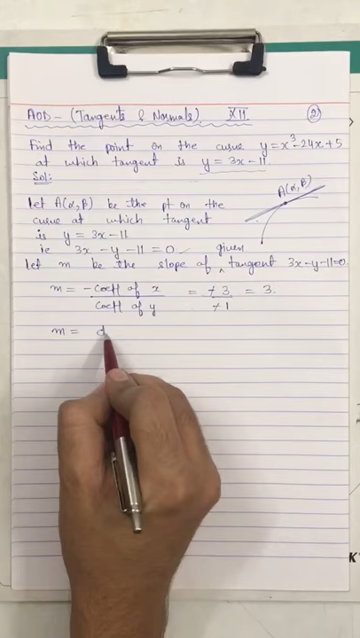 AOD - (Tangents & Normals) XII ②
Find the point on the curve y = x³ - 24x + 5
at which tangent is y = 3x - 11.
Sol:
A(α, β)
Let A(α, β) be the pt on the
curve at which tangent
is y = 3x - 11
ie 3x - y - 11 = 0
given
Let m be the slope of ^ tangent 3x - y - 11 = 0.
m = - coeff of x / Coeff of y = -3 / -1 = 3.
m = d